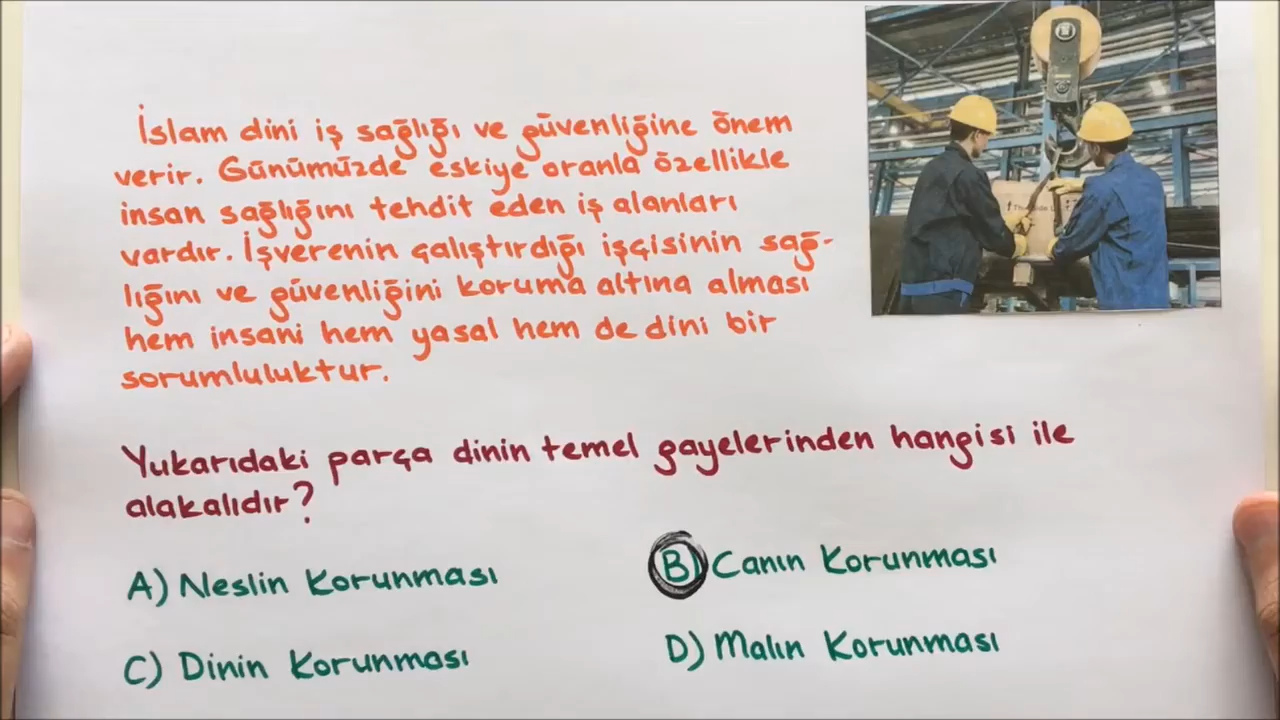 İslam dini iş sağlığı ve güvenliğine önem
verir. Günümüzde eskiye oranla özellikle
insan sağlığını tehdit eden iş alanları
vardır. İşverenin çalıştırdığı işçisinin sağ-
lığını ve güvenliğini koruma altına alması
hem insani hem yasal hem de dini bir
sorumluluktur.
Yukarıdaki parça dinin temel gayelerinden hangisi ile
alakalıdır?
A) Neslin Korunması
B) Canın Korunması
C) Dinin Korunması
D) Malın Korunması